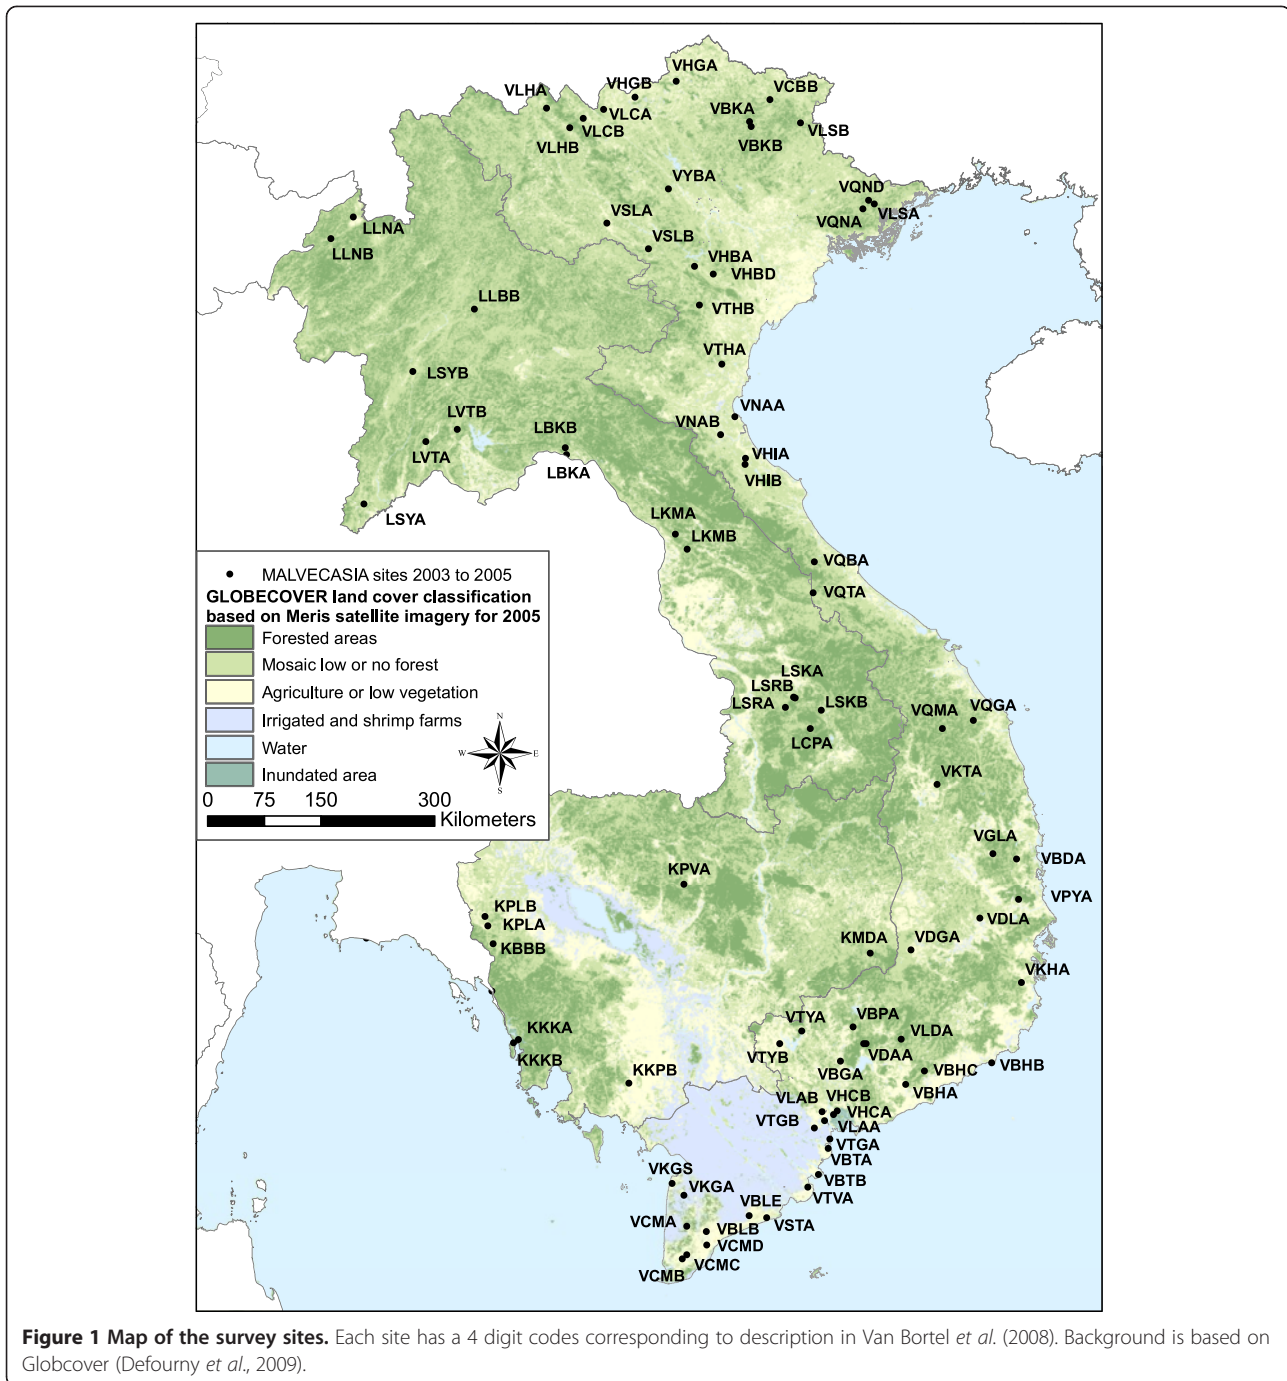 VHGA
VHGB
VLHA
VCBB
VLCA
VBKA
VLCB
VLSB
VLHB
VBKB
VYBA
VQND
VLSA
VQNA
VSLA
LLNA
LLNB
VSLB
VHBA
VHBD
LLBB
VTHB
VTHA
LSYB
VNAA
LVTB
LBKB
VNAB
LVTA
VHIA
LBKA
VHIB
LSYA
LKMA
LKMB
VQBA
VQTA
MALVECASIA sites 2003 to 2005
GLOBECOVER land cover classification
based on Meris satellite imagery for 2005
Forested areas
Mosaic low or no forest
Agriculture or low vegetation
Irrigated and shrimp farms
Water
Inundated area
N
W
E
S
0 75 150 300
Kilometers
LSKA
LSRB
LSRA
LSKB
LCPA
VQMA
VQGA
VKTA
VGLA
VBDA
KPVA
VPYA
KPLB
KPLA
VDLA
KBBB
KMDA
VDGA
VKHA
VTYA
VBPA
VLDA
KKKA
KKKB
VTYB
VDAA
VBHB
VBGA
VBHC
KKPB
VBHA
VLAB
VHCB
VHCA
VTGB
VLAA
VTGA
VBTA
VKGS
VBTB
VKGA
VTVA
VBLE
VCMA
VSTA
VBLB
VCMD
VCMC
VCMB
Figure 1 Map of the survey sites. Each site has a 4 digit codes corresponding to description in Van Bortel et al. (2008). Background is based on
Globcover (Defourny et al., 2009).